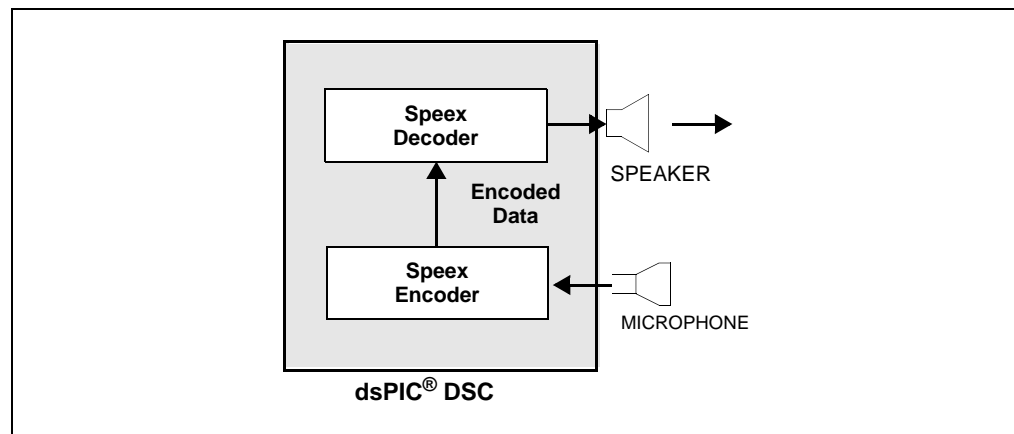 Speex
Decoder
SPEAKER
Encoded
Data
Speex
Encoder
MICROPHONE
dsPIC® DSC